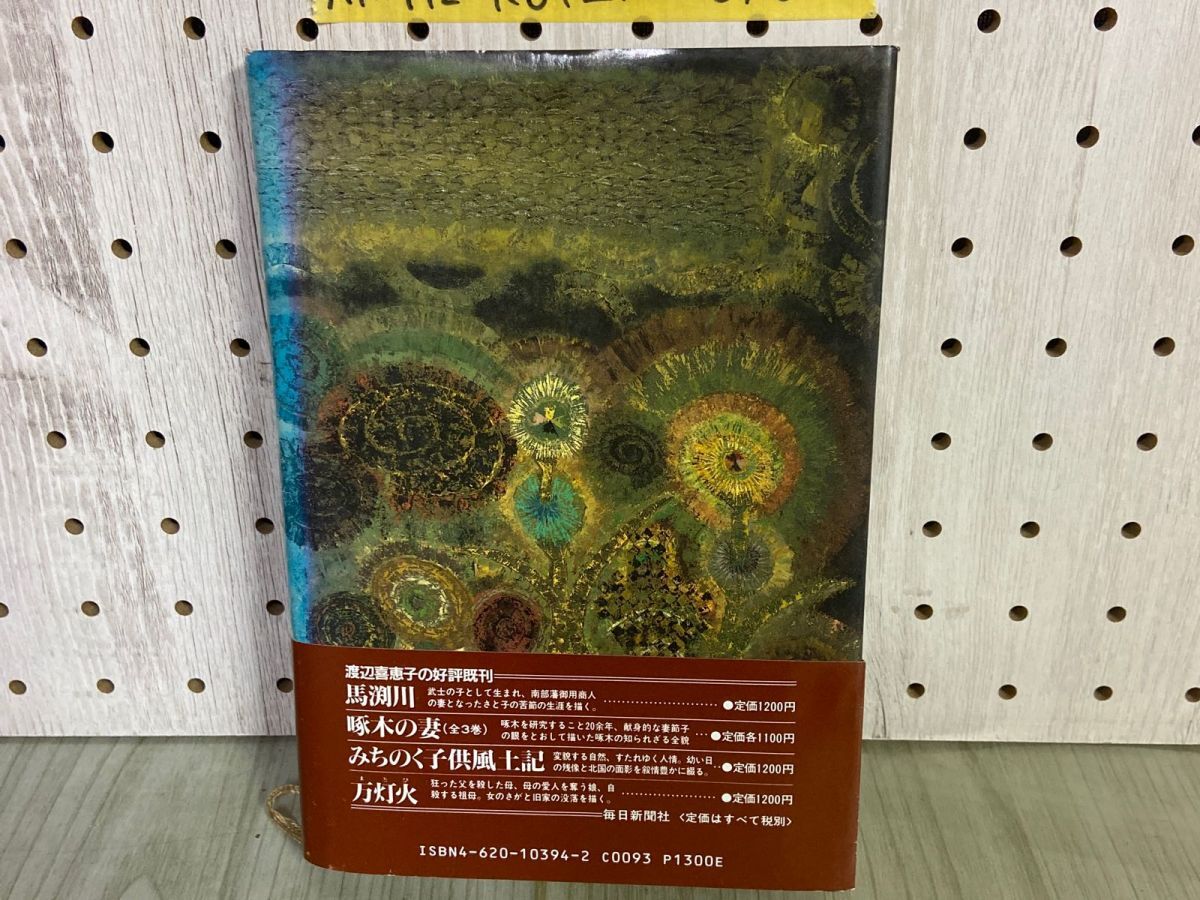 渡辺喜恵子の好評既刊
馬渕川 武士の子として生まれ、南部藩御用商人
の妻となったさと子の苦節の生涯を描く。 ●定価1200円
啄木の妻(全3巻) 啄木を研究すること20余年、献身的な妻節子
の眼をとおして描いた啄木の知られざる全貌 ●定価各1100円
みちのく子供風土記 変貌する自然、すたれゆく人情。幼い日
の残像と北国の面影を叙情豊かに綴る。 ●定価1200円
万灯火 狂った父を殺した母、母の愛人を奪う娘、自
殺する祖母。女のさがと旧家の没落を描く。 ●定価1200円
毎日新聞社 〈定価はすべて税別〉
ISBN4-620-10394-2 C0093 P1300E